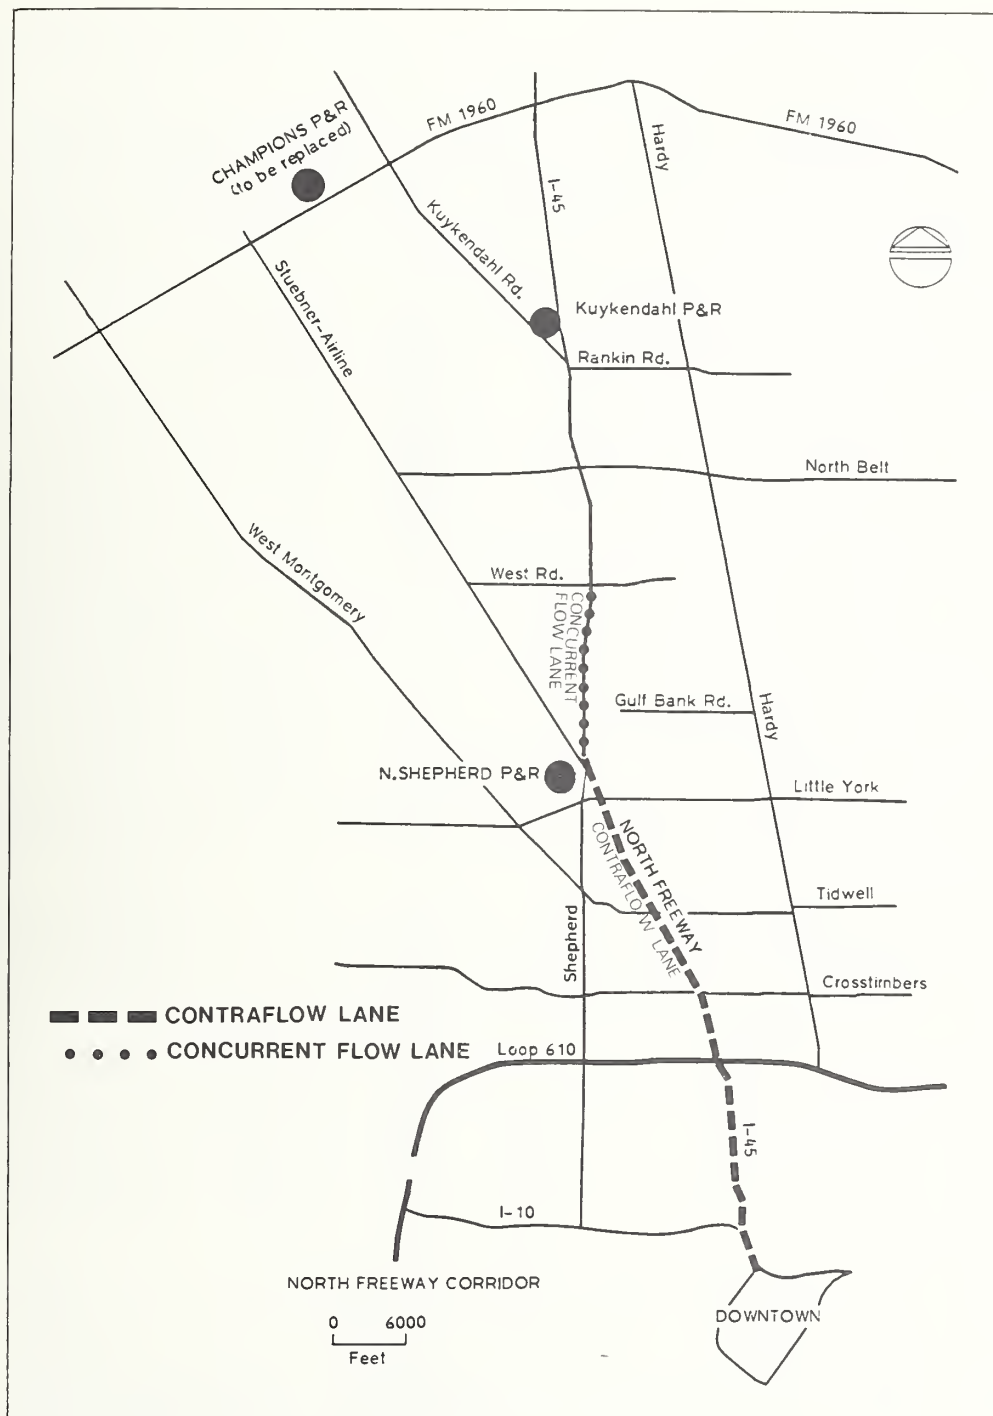 CHAMPIONS P&R
(to be replaced)
FM 1960
FM 1960
Hardy
I-45
Kuykendahl Rd.
Stuebner-Airline
Kuykendahl P&R
Rankin Rd.
North Belt
West Montgomery
West Rd.
CONCURRENT
FLOW LANE
Gulf Bank Rd.
Hardy
N.SHEPHERD P&R
Little York
NORTH FREEWAY
CONTRAFLOW LANE
Tidwell
Shepherd
Crosstimbers
CONTRAFLOW LANE
CONCURRENT FLOW LANE
Loop 610
I-45
I-10
NORTH FREEWAY CORRIDOR
0 6000
Feet
DOWNTOWN